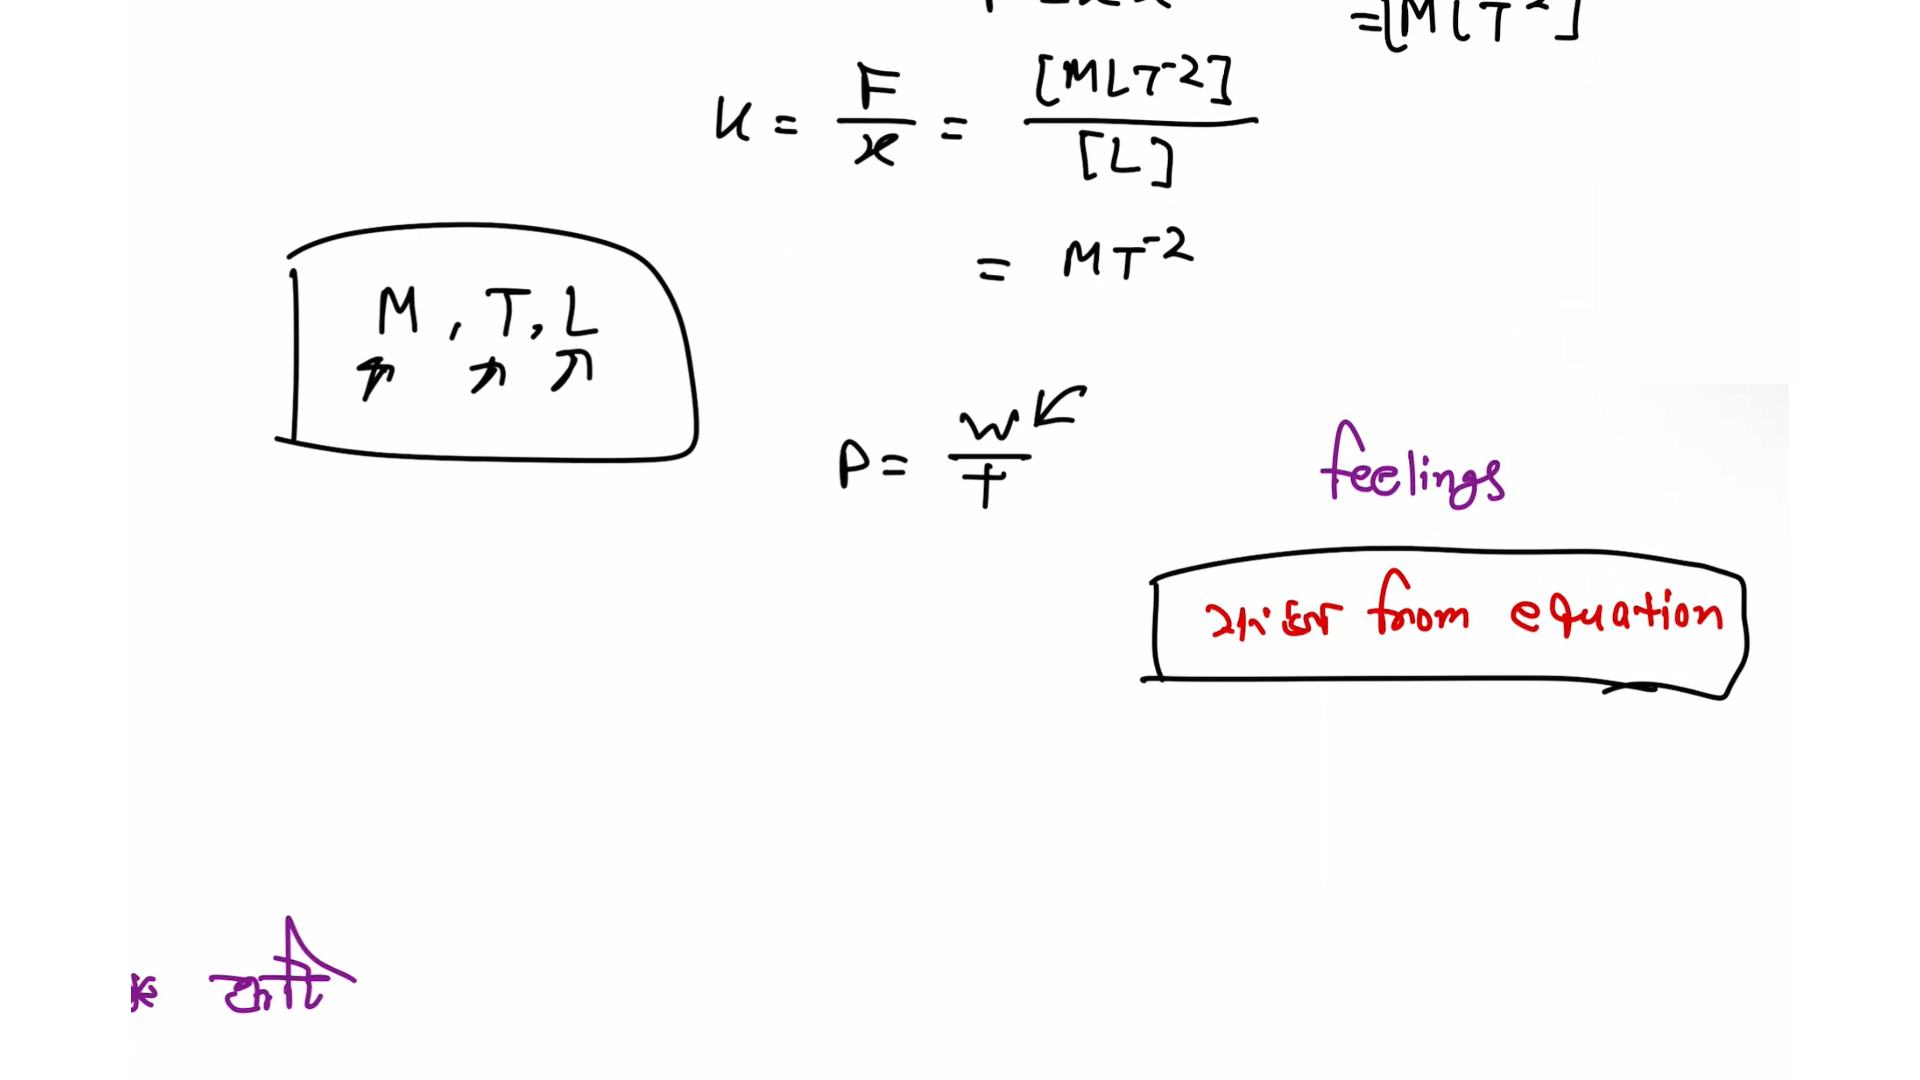 = [MLT⁻²]
K = F/x = [MLT⁻²]/[L]
= MT⁻²
M, T, L
P = W/T
feelings
from equation